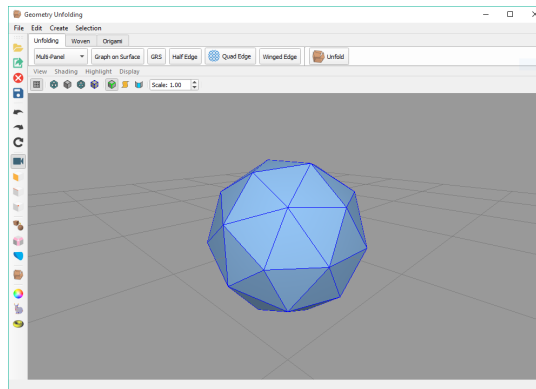 Geometry Unfolding
File Edit Create Selection
Unfolding Woven Origami
Multi-Panel Graph on Surface GRS Half Edge Quad Edge Winged Edge Unfold
View Shading Highlight Display
Scale: 1.00